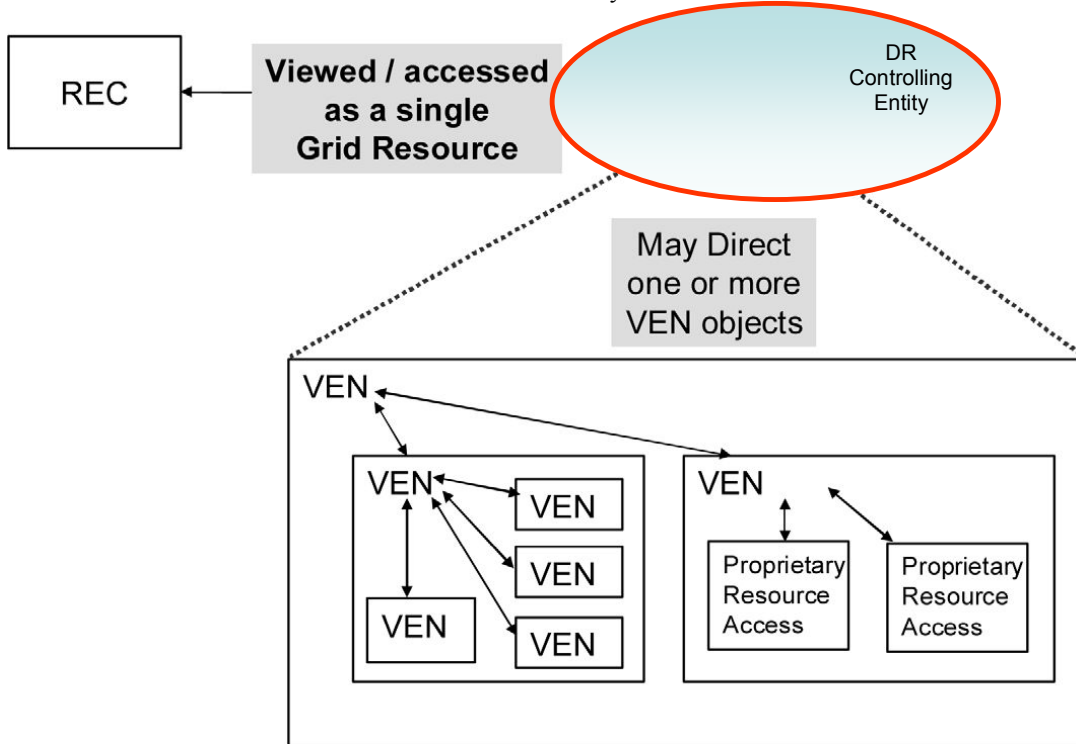 REC
Viewed / accessed
as a single
Grid Resource
DR
Controlling
Entity
May Direct
one or more
VEN objects
VEN
VEN
VEN
VEN
VEN
VEN
VEN
Proprietary
Resource
Access
Proprietary
Resource
Access